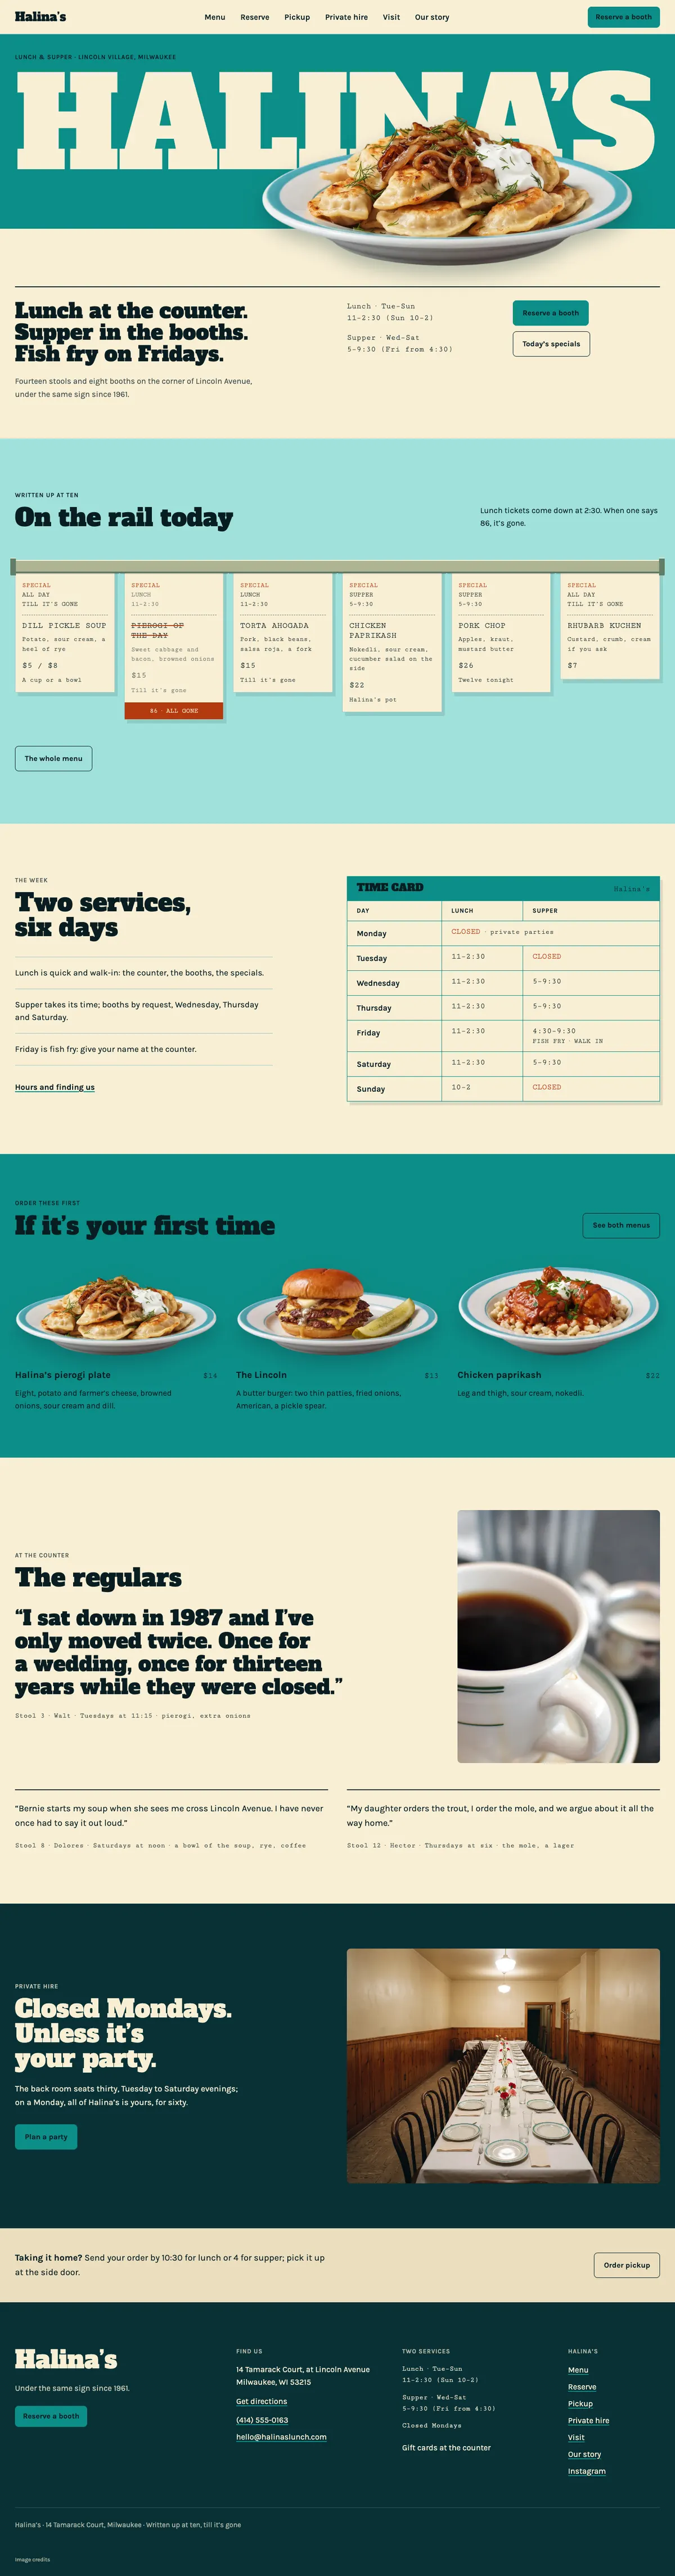 Halina's
Menu Reserve Pickup Private hire Visit Our story
Reserve a booth
LUNCH & SUPPER · LINCOLN VILLAGE, MILWAUKEE
HALINA'S
Lunch at the counter.
Supper in the booths.
Fish fry on Fridays.
Fourteen stools and eight booths on the corner of Lincoln Avenue,
under the same sign since 1961.
Lunch · Tue–Sun
11–2:30 (Sun 10–2)
Supper · Wed–Sat
5–9:30 (Fri from 4:30)
Reserve a booth
Today's specials
WRITTEN UP AT TEN
On the rail today
Lunch tickets come down at 2:30. When one says
86, it's gone.
SPECIAL
ALL DAY
TILL IT'S GONE
DILL PICKLE SOUP
Potato, sour cream, a
heel of rye
$5 / $8
A cup or a bowl
SPECIAL
LUNCH
11–2:30
PIEROGI OF
THE DAY
Sweet cabbage and
bacon, browned onions
$15
Till it's gone
86 · ALL GONE
SPECIAL
LUNCH
11–2:30
TORTA AHOGADA
Pork, black beans,
salsa roja, a fork
$15
Till it's gone
SPECIAL
SUPPER
5–9:30
CHICKEN
PAPRIKASH
Nokedli, sour cream,
cucumber salad on the
side
$22
Halina's pot
SPECIAL
SUPPER
5–9:30
PORK CHOP
Apples, kraut,
mustard butter
$26
Twelve tonight
SPECIAL
ALL DAY
TILL IT'S GONE
RHUBARB KUCHEN
Custard, crumb, cream
if you ask
$7
The whole menu
THE WEEK
Two services,
six days
Lunch is quick and walk-in: the counter, the booths, the specials.
Supper takes its time; booths by request, Wednesday, Thursday
and Saturday.
Friday is fish fry: give your name at the counter.
Hours and finding us
TIME CARD Halina's
DAY LUNCH SUPPER
Monday CLOSED · private parties
Tuesday 11–2:30 CLOSED
Wednesday 11–2:30 5–9:30
Thursday 11–2:30 5–9:30
Friday 11–2:30 4:30–9:30
FISH FRY · WALK IN
Saturday 11–2:30 5–9:30
Sunday 10–2 CLOSED
ORDER THESE FIRST
If it's your first time
See both menus
Halina's pierogi plate $14
Eight, potato and farmer's cheese, browned
onions, sour cream and dill.
The Lincoln $13
A butter burger: two thin patties, fried onions,
American, a pickle spear.
Chicken paprikash $22
Leg and thigh, sour cream, nokedli.
AT THE COUNTER
The regulars
“I sat down in 1987 and I've
only moved twice. Once for
a wedding, once for thirteen
years while they were closed.”
Stool 3 · Walt · Tuesdays at 11:15 · pierogi, extra onions
“Bernie starts my soup when she sees me cross Lincoln Avenue. I have never
once had to say it out loud.”
Stool 8 · Dolores · Saturdays at noon · a bowl of the soup, rye, coffee
“My daughter orders the trout, I order the mole, and we argue about it all the
way home.”
Stool 12 · Hector · Thursdays at six · the mole, a lager
PRIVATE HIRE
Closed Mondays.
Unless it's
your party.
The back room seats thirty, Tuesday to Saturday evenings;
on a Monday, all of Halina's is yours, for sixty.
Plan a party
Taking it home? Send your order by 10:30 for lunch or 4 for supper; pick it up
at the side door.
Order pickup
Halina's
Under the same sign since 1961.
Reserve a booth
FIND US
14 Tamarack Court, at Lincoln Avenue
Milwaukee, WI 53215
Get directions
(414) 555-0163
hello@halinaslunch.com
TWO SERVICES
Lunch · Tue–Sun
11–2:30 (Sun 10–2)
Supper · Wed–Sat
5–9:30 (Fri from 4:30)
Closed Mondays
Gift cards at the counter
HALINA'S
Menu
Reserve
Pickup
Private hire
Visit
Our story
Instagram
Halina's · 14 Tamarack Court, Milwaukee · Written up at ten, till it's gone
Image credits